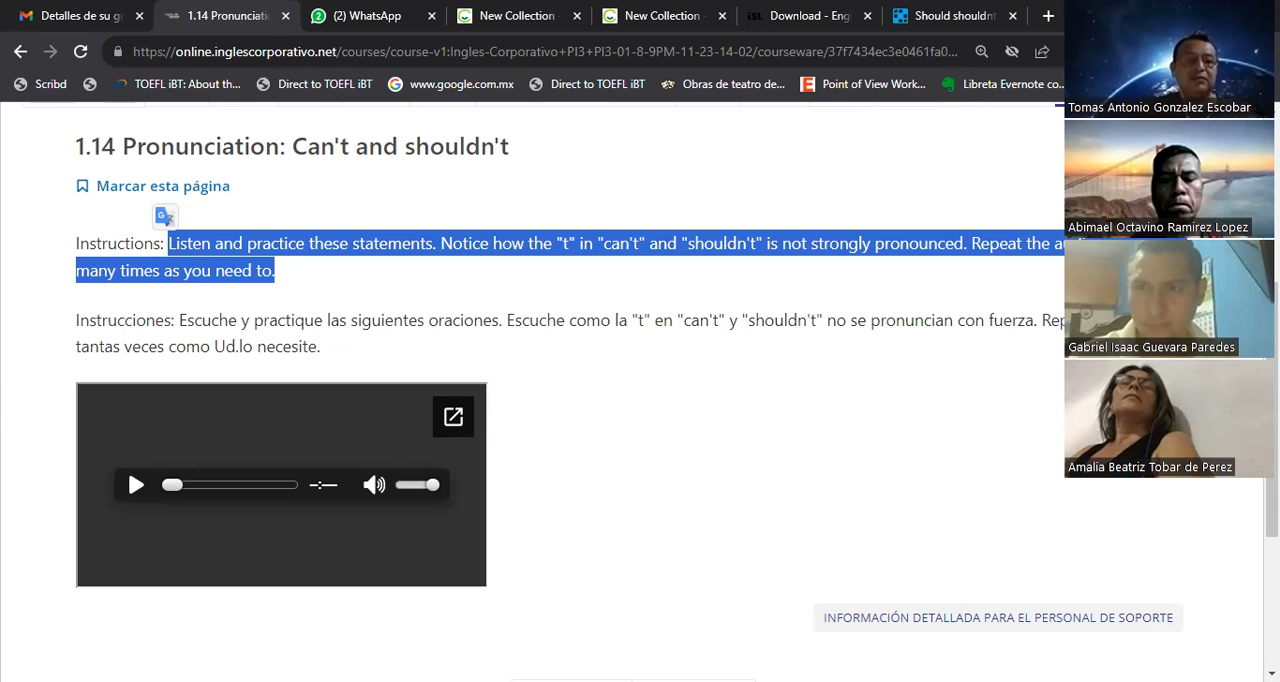 Detalles de su g
1.14 Pronunciati
(2) WhatsApp
New Collection
New Collection
Download - Eng
Should shouldnt
https://online.inglescorporativo.net/courses/course-v1:Ingles-Corporativo+PI3+PI3-01-8-9PM-11-23-14-02/courseware/37f7434ec3e0461fa0...
Scribd
TOEFL iBT: About th...
Direct to TOEFL iBT
www.google.com.mx
Direct to TOEFL iBT
Obras de teatro de...
Point of View Work...
Libreta Evernote co...
Tomas Antonio Gonzalez Escobar
1.14 Pronunciation: Can't and shouldn't
Marcar esta página
Abimael Octavino Ramirez Lopez
Instructions: Listen and practice these statements. Notice how the "t" in "can't" and "shouldn't" is not strongly pronounced. Repeat the au
many times as you need to.
Instrucciones: Escuche y practique las siguientes oraciones. Escuche como la "t" en "can't" y "shouldn't" no se pronuncian con fuerza. Rep
tantas veces como Ud.lo necesite.
Gabriel Isaac Guevara Paredes
Amalia Beatriz Tobar de Perez
-:--
INFORMACIÓN DETALLADA PARA EL PERSONAL DE SOPORTE